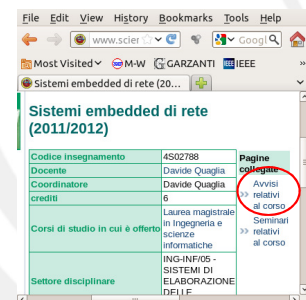 File Edit View History Bookmarks Tools Help
www.scier Googl
Most Visited M-W GARZANTI IEEE »
Sistemi embedded di rete (20...
Sistemi embedded di rete
(2011/2012)
Codice insegnamento 4S02788
Docente Davide Quaglia
Coordinatore Davide Quaglia
crediti 6
Corsi di studio in cui è offerto Laurea magistrale
in Ingegneria e
scienze
informatiche
Settore disciplinare ING-INF/05 -
SISTEMI DI
ELABORAZIONE
DELLE
Pagine
collegate
>> Avvisi
relativi
al corso
>> Seminari
relativi
al corso